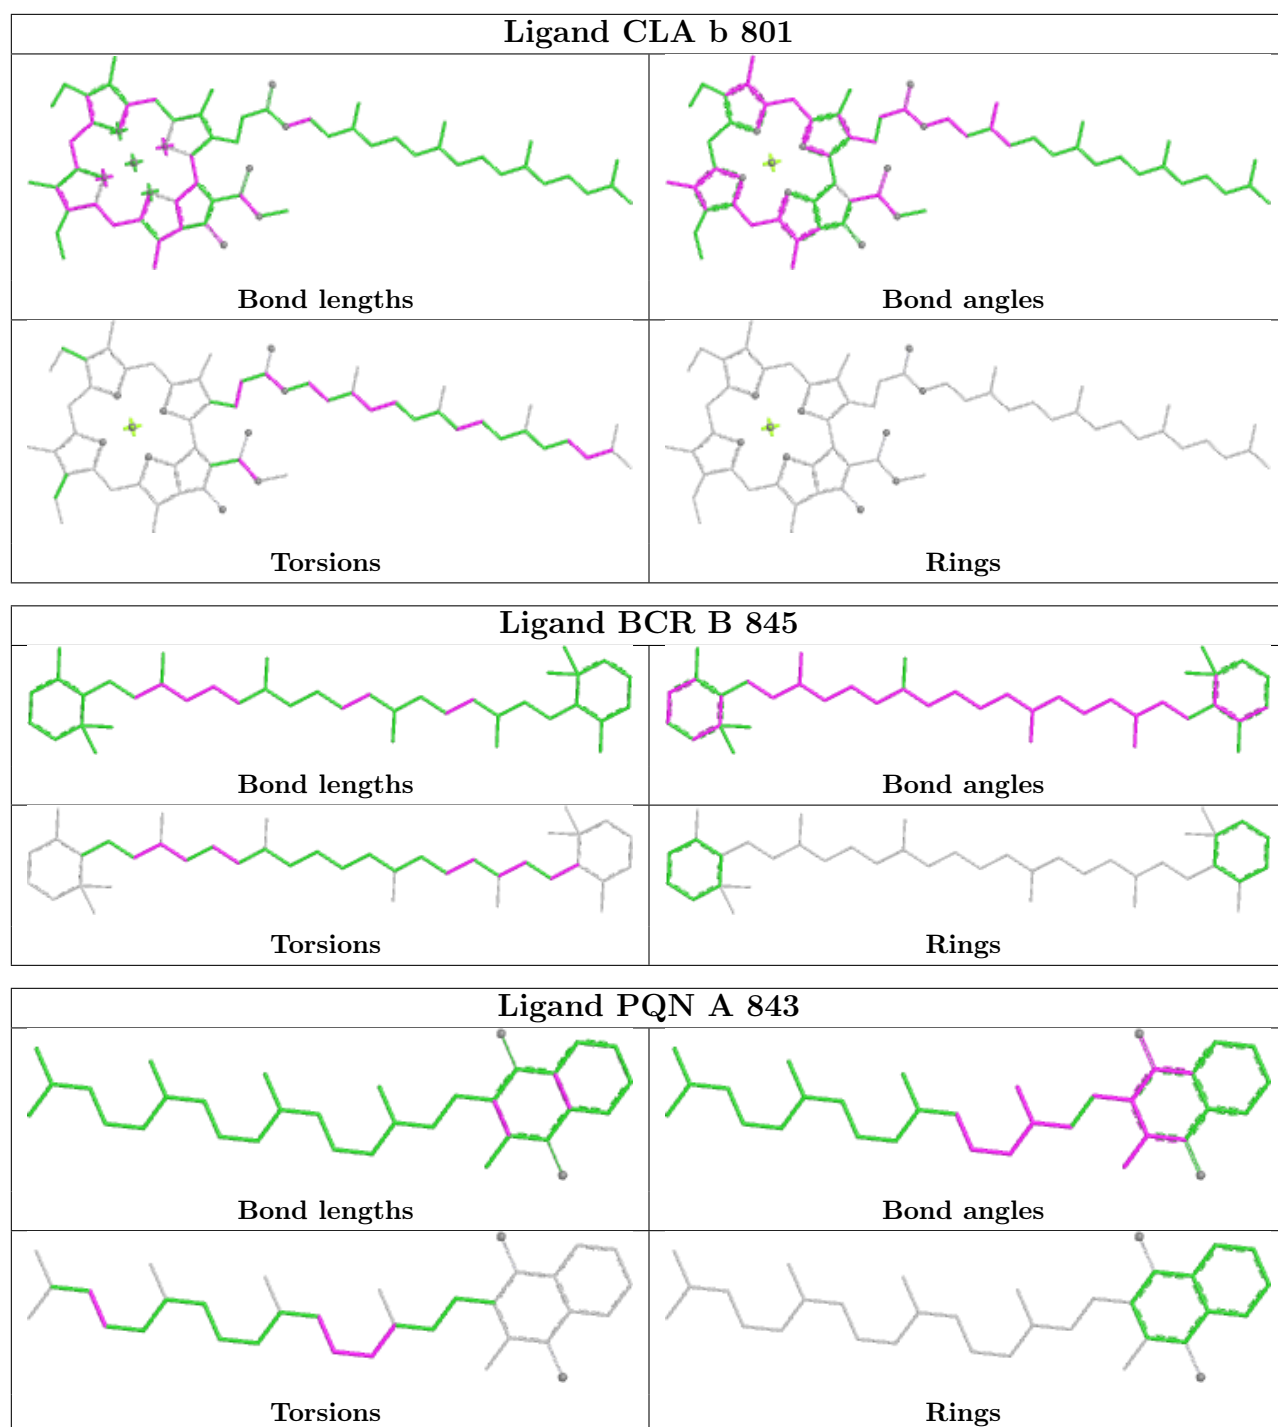 Ligand CLA b 801
Bond lengths
Bond angles
Torsions
Rings
Ligand BCR B 845
Bond lengths
Bond angles
Torsions
Rings
Ligand PQN A 843
Bond lengths
Bond angles
Torsions
Rings